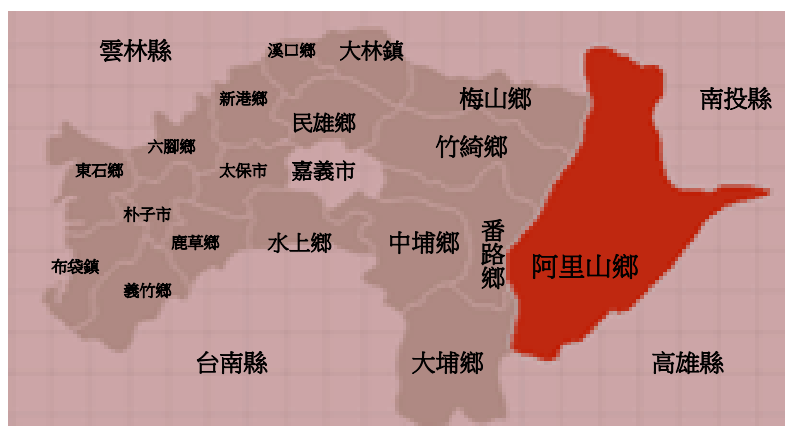 雲林縣
溪口鄉
大林鎮
新港鄉
梅山鄉
南投縣
民雄鄉
六腳鄉
竹綺鄉
東石鄉
太保市
嘉義市
朴子市
鹿草鄉
水上鄉
中埔鄉
番路鄉
布袋鎮
義竹鄉
阿里山鄉
台南縣
大埔鄉
高雄縣